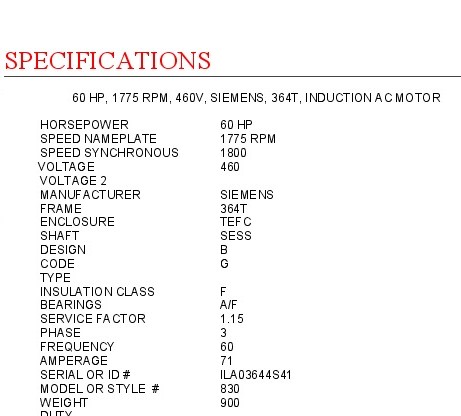 SPECIFICATIONS
60 HP, 1775 RPM, 460V, SIEMENS, 364T, INDUCTION AC MOTOR
HORSEPOWER 60 HP
SPEED NAMEPLATE 1775 RPM
SPEED SYNCHRONOUS 1800
VOLTAGE 460
VOLTAGE 2
MANUFACTURER SIEMENS
FRAME 364T
ENCLOSURE TEFC
SHAFT SESS
DESIGN B
CODE G
TYPE
INSULATION CLASS F
BEARINGS A/F
SERVICE FACTOR 1.15
PHASE 3
FREQUENCY 60
AMPERAGE 71
SERIAL OR ID # ILA03644S41
MODEL OR STYLE # 830
WEIGHT 900
DUTY